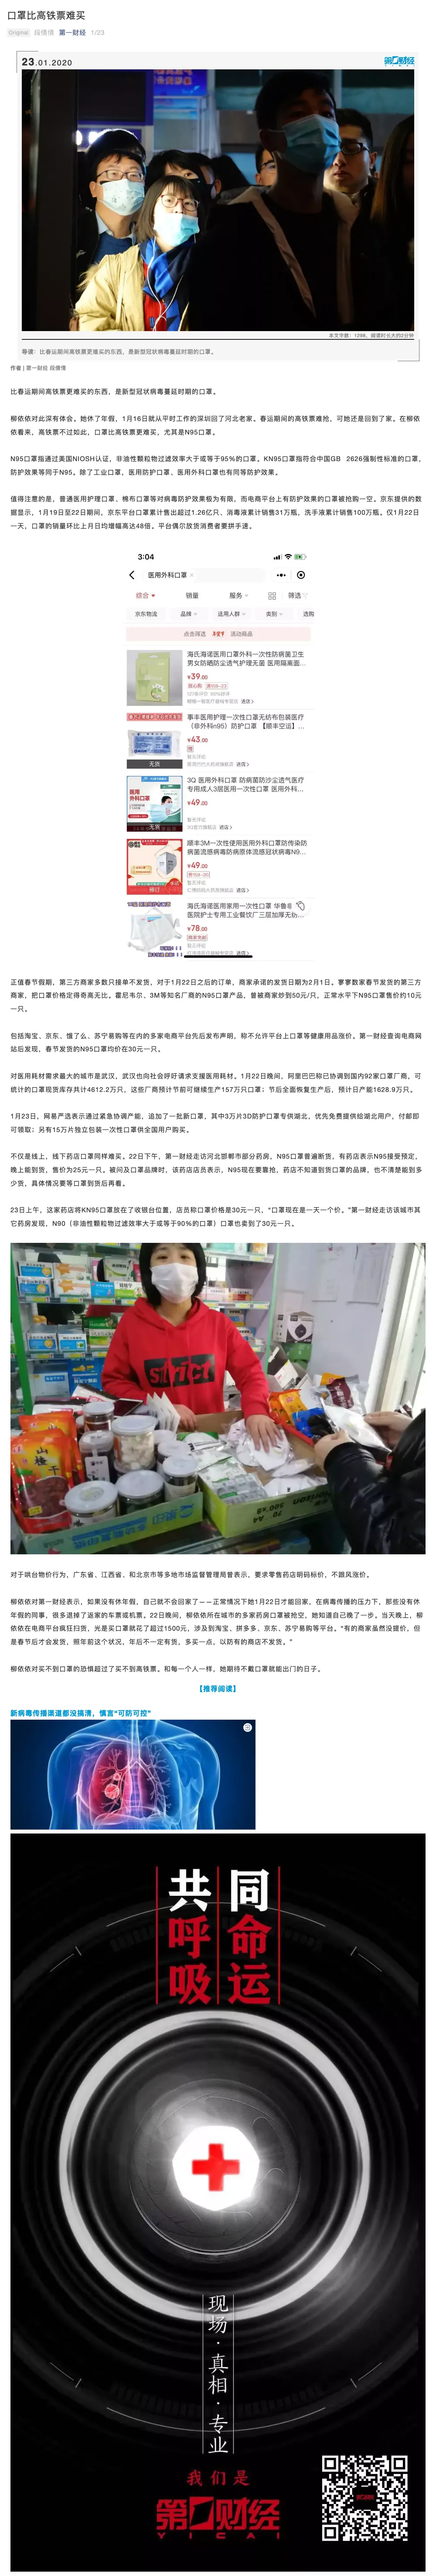 口罩比高铁票难买
Original 段倩倩 第一财经 1/23
23.01.2020
第一财经
YICAI
本文字数：1298，阅读时长大约2分钟
导读：比春运期间高铁票更难买的东西，是新型冠状病毒蔓延时期的口罩。
作者 | 第一财经 段倩倩
比春运期间高铁票更难买的东西，是新型冠状病毒蔓延时期的口罩。
柳依依对此深有体会。她休了年假，1月16日就从平时工作的深圳回了河北老家。春运期间的高铁票难抢，可她还是回到了家。在柳依
依看来，高铁票不过如此，口罩比高铁票更难买，尤其是N95口罩。
N95口罩指通过美国NIOSH认证，非油性颗粒物过滤效率大于或等于95%的口罩。KN95口罩指符合中国GB 2626强制性标准的口罩，
防护效果等同于N95。除了工业口罩，医用防护口罩、医用外科口罩也有同等防护效果。
值得注意的是，普通医用护理口罩、棉布口罩等对病毒防护效果极为有限，而电商平台上有防护效果的口罩被抢购一空。京东提供的数
据显示，1月19日至22日期间，京东平台口罩累计售出超过1.26亿只、消毒液累计销售31万瓶，洗手液累计销售100万瓶。仅1月22日
一天，口罩的销量环比上月日均增幅高达48倍。平台偶尔放货消费者要拼手速。
3:04
医用外科口罩 ×
综合 销量 服务 筛选
京东物流 品牌 适用人群 类别 选购
点击筛选 活动商品
海氏海诺医用口罩外科一次性防病菌卫生
男女防晒防尘透气护理无菌 医用隔离面...
¥39.00
进店>
事丰医用护理一次性口罩无纺布包装医疗
（非外科n95）防护口罩 【顺丰空运】...
¥43.00
暂无评论
进店>
无货
3Q 医用外科口罩 防病菌防沙尘透气医疗
专用成人3层医用一次性口罩 医用外科...
¥49.00
暂无评论
3Q官方旗舰店 进店>
医用
外科口罩
无货
顺丰3M一次性使用医用外科口罩防传染防
病菌流感病毒防病原体流感冠状病毒N9...
¥49.00
暂无评论
进店>
预订
海氏海诺医用家用一次性口罩 华鲁
医院护士专用工业餐饮厂三层加厚无纺...
¥78.00
暂无评论
进店>
正值春节假期，第三方商家多数只接单不发货，对于1月22日之后的订单，商家承诺的发货日期为2月1日。寥寥数家春节发货的第三方
商家，把口罩价格定得奇高无比。霍尼韦尔、3M等知名厂商的N95口罩产品，曾被商家炒到50元/只，正常水平下N95口罩售价约10元
一只。
包括淘宝、京东、饿了么、苏宁易购等在内的多家电商平台先后发布声明，称不允许平台上口罩等健康用品涨价。第一财经查询电商网
站后发现，春节发货的N95口罩均价在30元一只。
对医用耗材需求最大的城市是武汉，武汉也向社会呼吁请求支援医用耗材。1月22日晚间，阿里巴巴称已协调到国内92家口罩厂商，可
统计的口罩现货库存共计4612.2万只，这些厂商预计节前可继续生产157万只口罩；节后全面恢复生产后，预计日产能1628.9万只。
1月23日，网易严选表示通过紧急协调产能，追加了一批新口罩，其中3万片3D防护口罩专供湖北、优先免费提供给湖北用户，付邮即
可领取；另有15万片独立包装一次性口罩供全国用户购买。
不仅是线上，线下药店口罩同样难买。22日下午，第一财经走访河北邯郸市部分药房，N95口罩普遍断货，有药店表示N95接受预定，
晚上能到货，售价为25元一只。被问及口罩品牌时，该药店店员表示，N95现在要靠抢，药店不知道到货口罩的品牌，也不清楚能到多
少货，具体情况要等口罩到货后再看。
23日上午，这家药店将KN95口罩放在了收银台位置，店员称口罩价格是30元一只，“口罩现在是一天一个价。”第一财经走访该城市其
它药房发现，N90（非油性颗粒物过滤效率大于或等于90%的口罩）口罩也卖到了30元一只。
山楂干
对于哄台物价行为，广东省、江西省、和北京市等多地市场监督管理局曾表示，要求零售药店明码标价，不跟风涨价。
柳依依对第一财经表示，如果没有休年假，自己就不会回家了——正常情况下她1月22日才能回家，在病毒传播的压力下，那些没有休
年假的同事，很多退掉了返家的车票或机票。22日晚间，柳依依所在城市的多家药房口罩被抢空，她知道自己晚了一步。当天晚上，柳
依依在电商平台疯狂扫货，光是买口罩就花了超过1500元，涉及到淘宝、拼多多、京东、苏宁易购等平台。“有的商家虽然没提价，但
是春节后才会发货，照年前这个状况，年后不一定有货，多买一点，以防有的商店不发货。”
柳依依对买不到口罩的恐惧超过了买不到高铁票。和每一个人一样，她期待不戴口罩就能出门的日子。
【推荐阅读】
新病毒传播渠道都没搞清，慎言“可防可控”
共同
呼命
吸运
现场·真相·专业
我们是
第一财经
YICAI